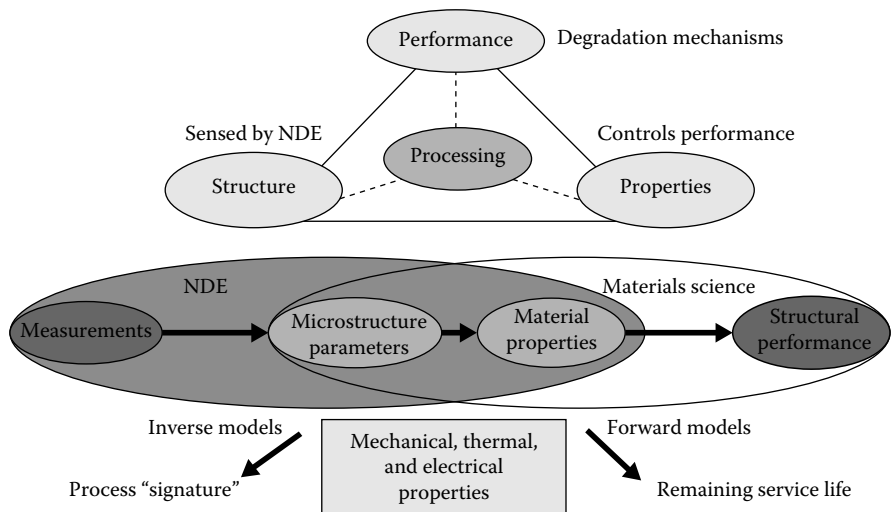 Performance
Degradation mechanisms
Sensed by NDE
Controls performance
Processing
Structure
Properties
NDE
Materials science
Measurements
Microstructure
parameters
Material
properties
Structural
performance
Inverse models
Forward models
Mechanical, thermal,
and electrical
properties
Process “signature”
Remaining service life